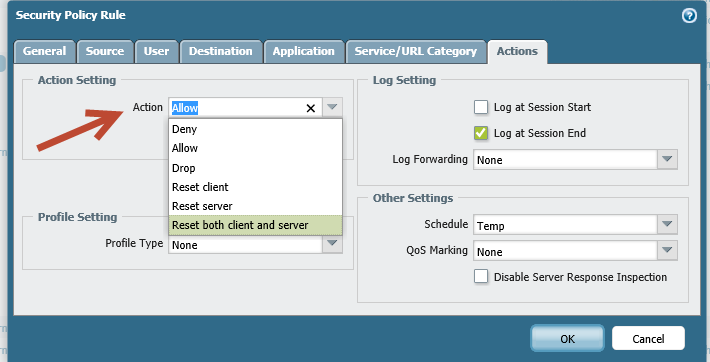 Security Policy Rule
General Source User Destination Application Service/URL Category Actions
Action Setting
Action Allow
Deny
Allow
Drop
Reset client
Reset server
Reset both client and server
Profile Setting
Profile Type None
Log Setting
Log at Session Start
Log at Session End
Log Forwarding None
Other Settings
Schedule Temp
QoS Marking None
Disable Server Response Inspection
OK Cancel